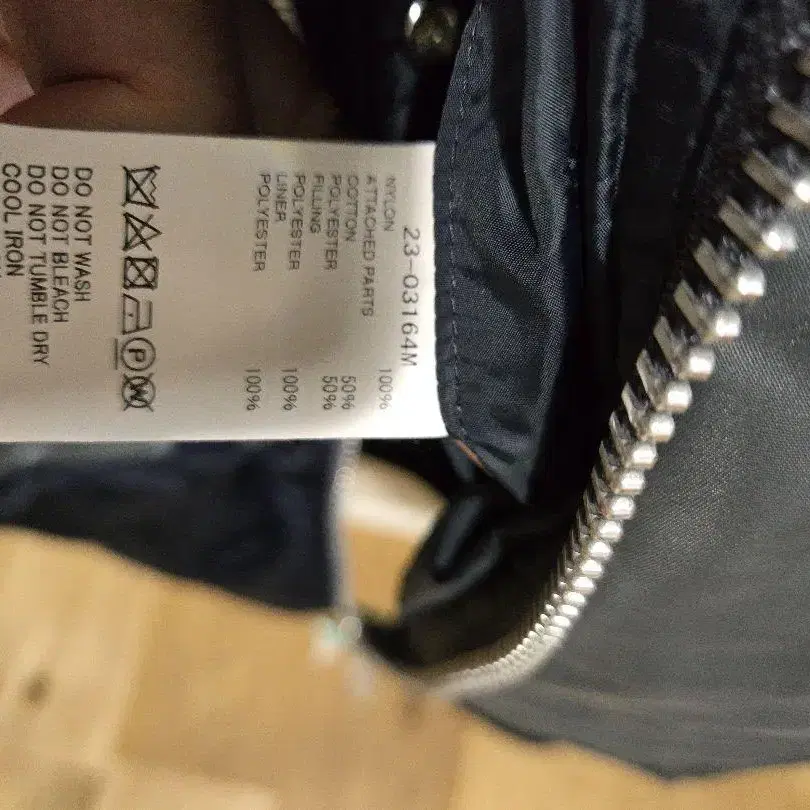 23-03164M
NYLON 100%
ATTACHED PARTS
COTTON 50%
POLYESTER 50%
FILLING
POLYESTER 100%
LINER
POLYESTER 100%
P W
DO NOT WASH
DO NOT BLEACH
DO NOT TUMBLE DRY
COOL IRON